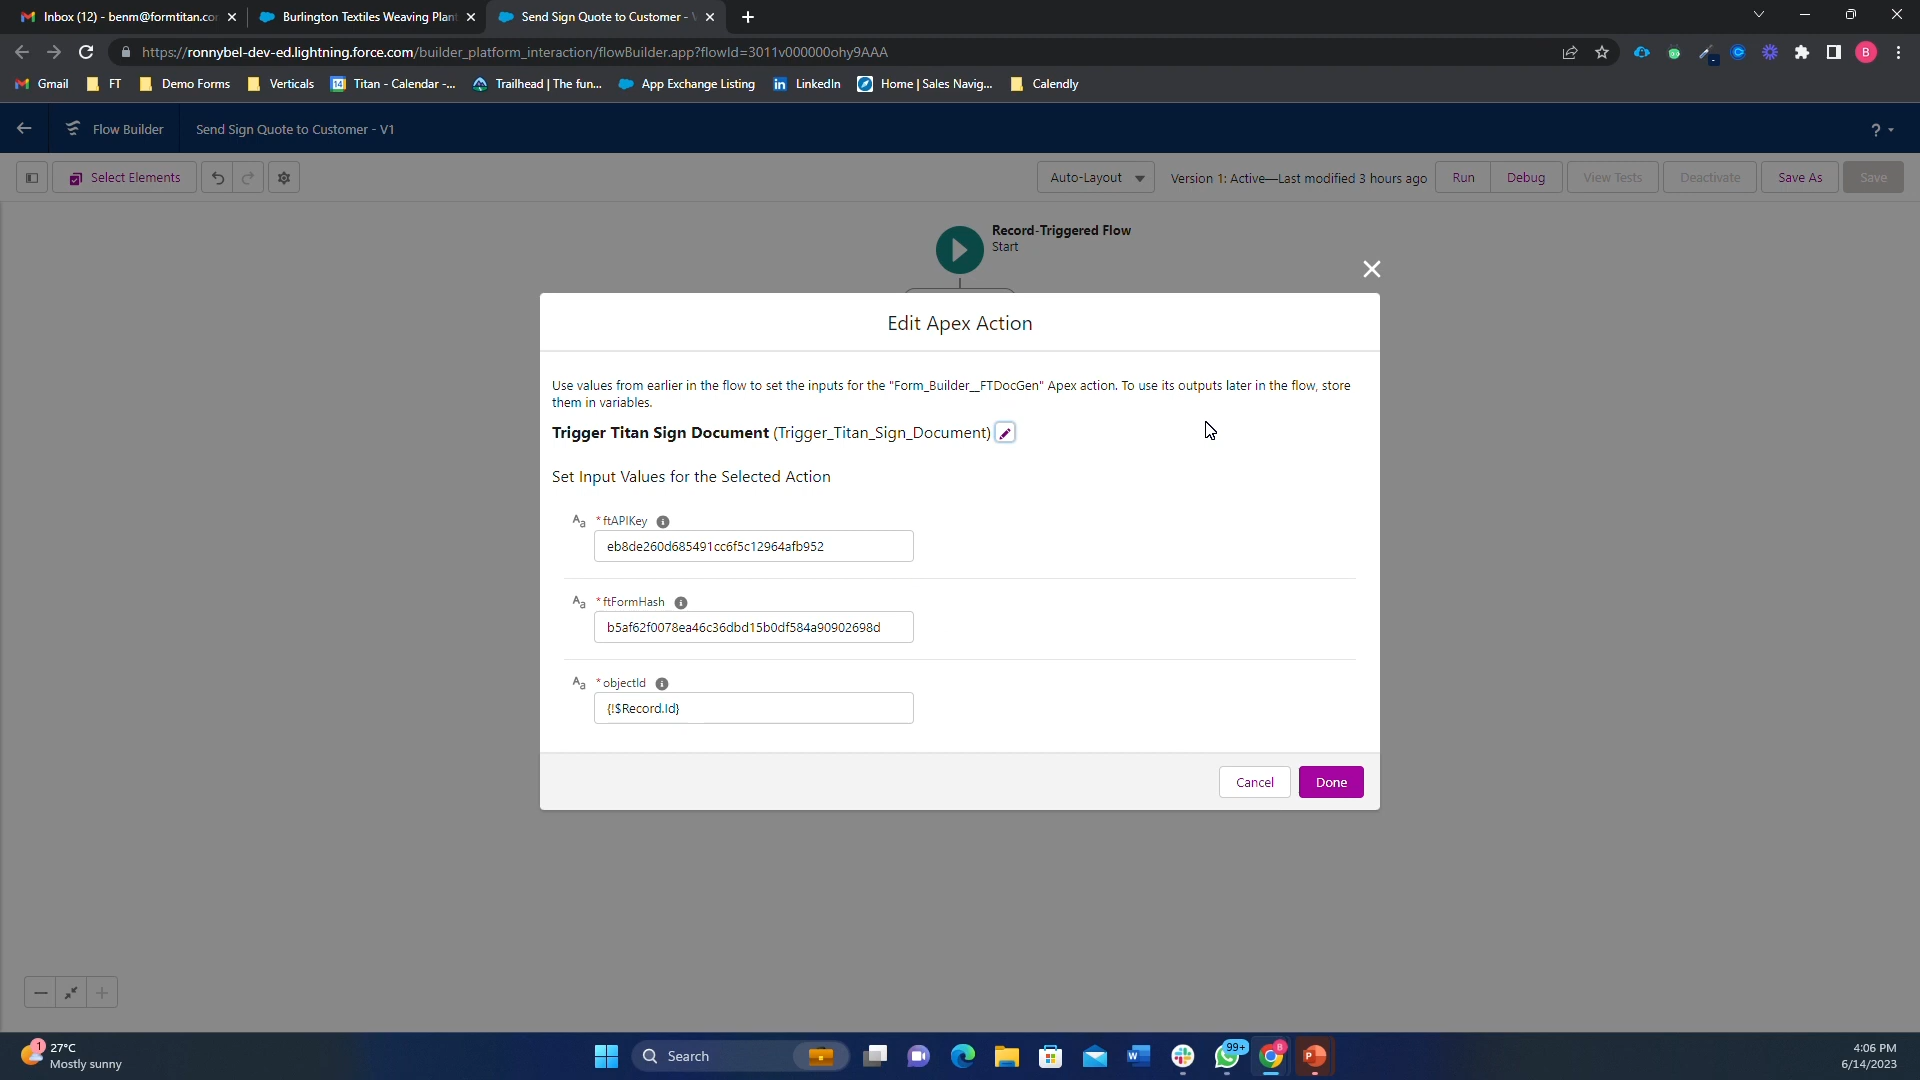 Inbox (12) - benm@formtitan.co
Burlington Textiles Weaving Plant
Send Sign Quote to Customer -
https://ronnybel-dev-ed.lightning.force.com/builder_platform_interaction/flowBuilder.app?flowId=3011v000000ohy9AAA
B
Gmail
FT
Demo Forms
Verticals
Titan - Calendar -...
Trailhead | The fun...
App Exchange Listing
LinkedIn
Home | Sales Navig...
Calendly
Flow Builder
Send Sign Quote to Customer - V1
?
Select Elements
Auto-Layout
Version 1: Active—Last modified 3 hours ago
Run
Debug
View Tests
Deactivate
Save As
Save
Record-Triggered Flow
Start
Edit Apex Action
Use values from earlier in the flow to set the inputs for the "Form_Builder__FTDocGen" Apex action. To use its outputs later in the flow, store
them in variables.
Trigger Titan Sign Document (Trigger_Titan_Sign_Document)
Set Input Values for the Selected Action
Aa * ftAPIKey
eb8de260d685491cc6f5c12964afb952
Aa * ftFormHash
b5af62f0078ea46c36dbd15b0df584a90902698d
Aa * objectId
{!$Record.Id}
Cancel
Done
1
27°C
Mostly sunny
Search
99+
4:06 PM
6/14/2023